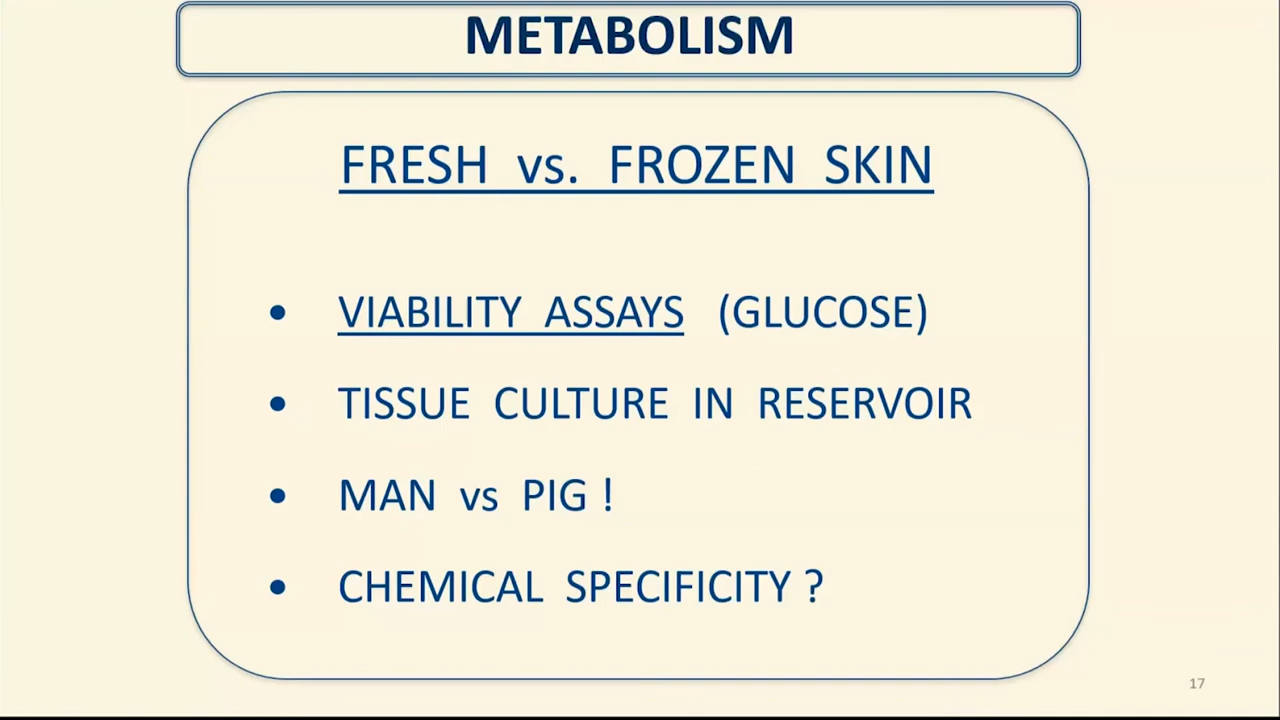 METABOLISM
FRESH vs. FROZEN SKIN
• VIABILITY ASSAYS (GLUCOSE)
• TISSUE CULTURE IN RESERVOIR
• MAN vs PIG !
• CHEMICAL SPECIFICITY ?
17